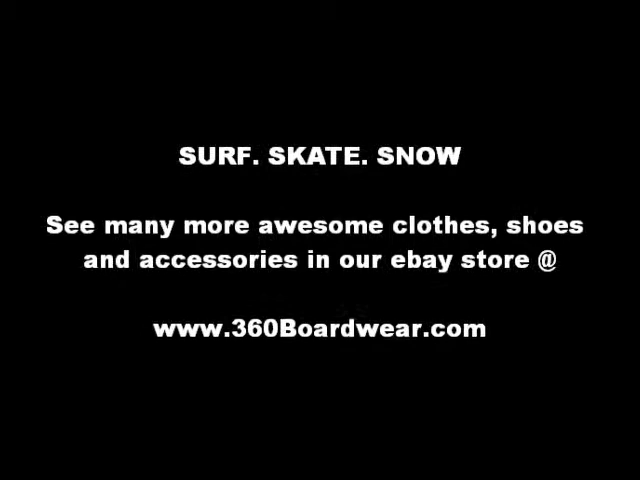 SURF. SKATE. SNOW
See many more awesome clothes, shoes
and accessories in our ebay store @
www.360Boardwear.com